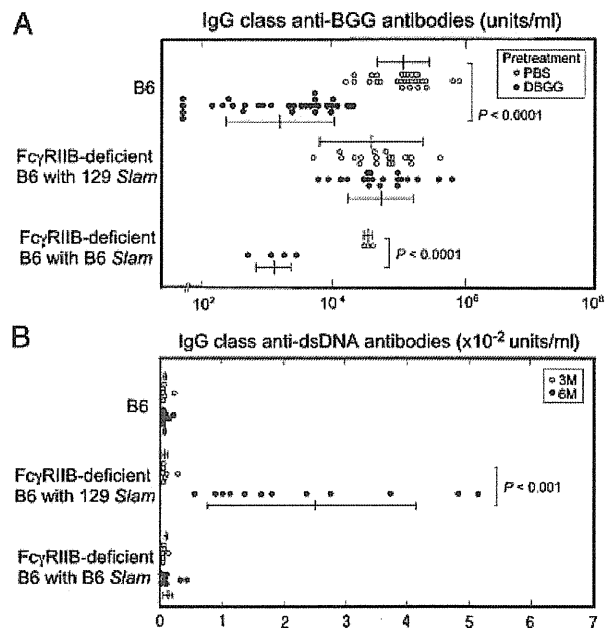 A
IgG class anti-BGG antibodies (units/ml)
Pretreatment
PBS
DBGG
B6
P < 0.0001
FcγRIIB-deficient
B6 with 129 Slam
FcγRIIB-deficient
B6 with B6 Slam
P < 0.0001
10²
10⁴
10⁶
10⁸
B
IgG class anti-dsDNA antibodies (x10⁻² units/ml)
3M
6M
B6
FcγRIIB-deficient
B6 with 129 Slam
P < 0.001
FcγRIIB-deficient
B6 with B6 Slam
0
1
2
3
4
5
6
7